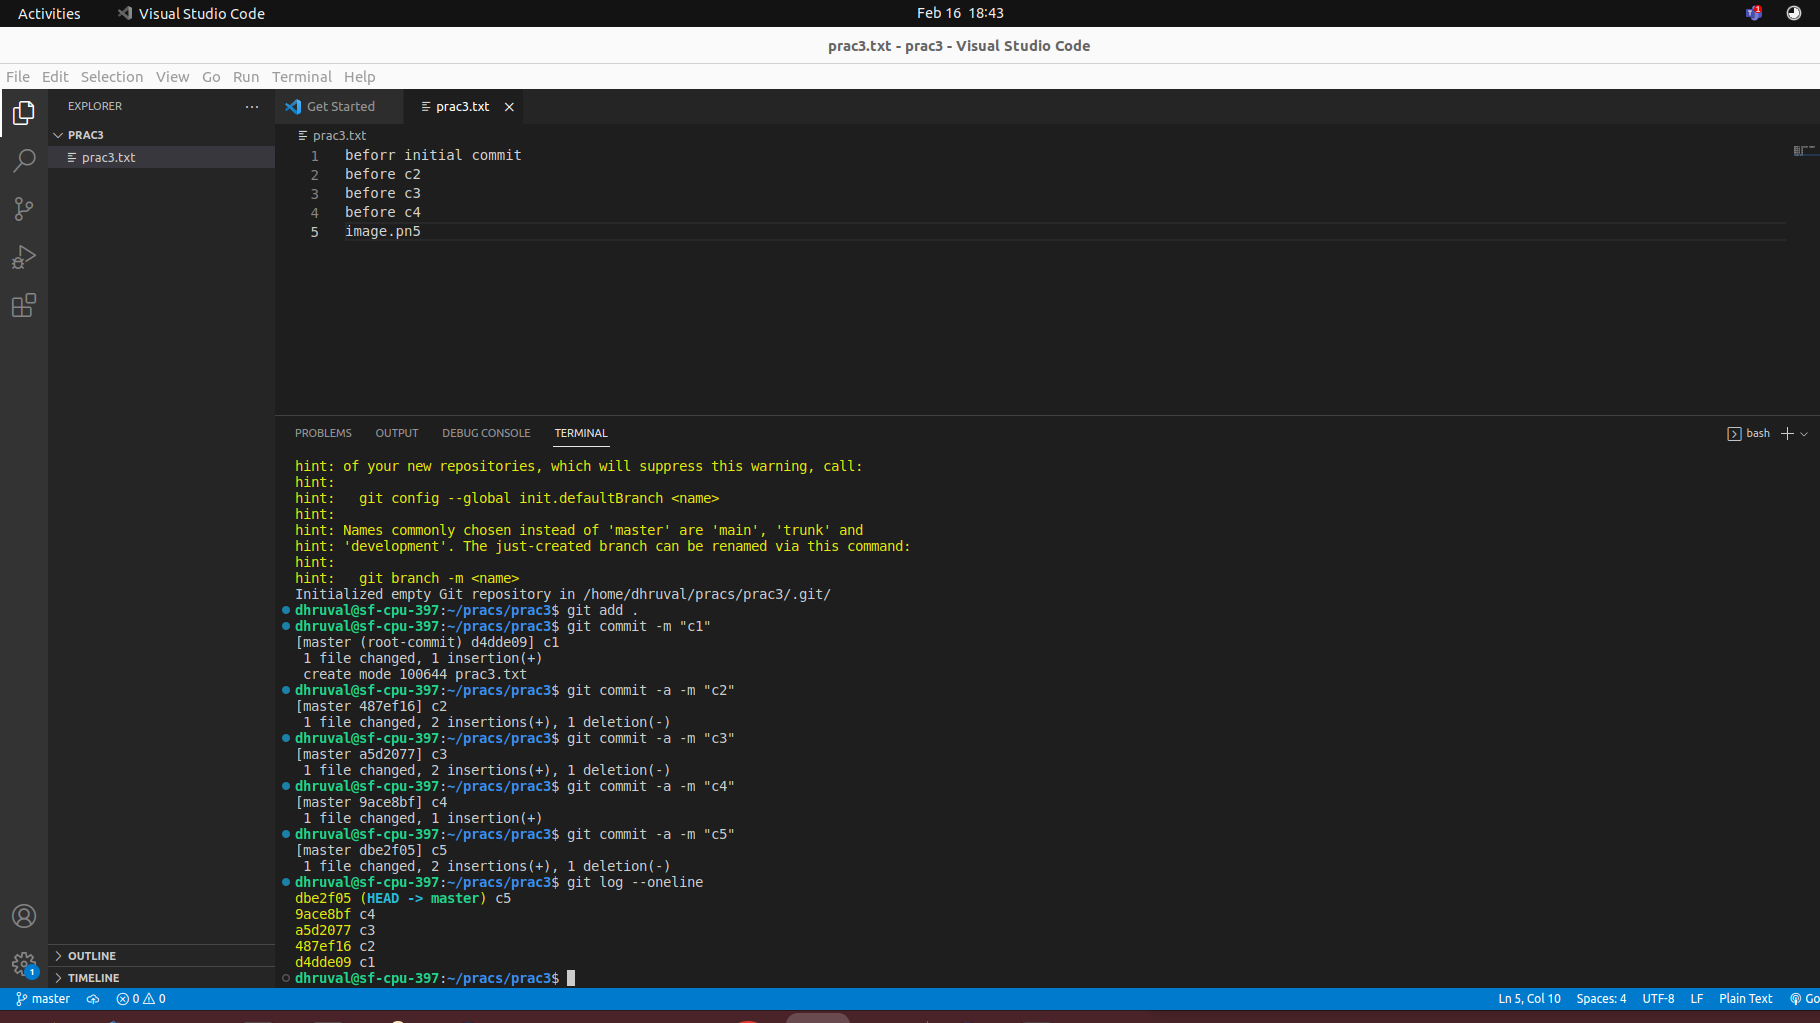 Activities Visual Studio Code Feb 16 18:43 1
prac3.txt - prac3 - Visual Studio Code
File Edit Selection View Go Run Terminal Help
EXPLORER ...
PRAC3
prac3.txt
Get Started prac3.txt
prac3.txt
1 beforr initial commit
2 before c2
3 before c3
4 before c4
5 image.pn5
PROBLEMS OUTPUT DEBUG CONSOLE TERMINAL bash
hint: of your new repositories, which will suppress this warning, call:
hint:
hint:   git config --global init.defaultBranch <name>
hint:
hint: Names commonly chosen instead of 'master' are 'main', 'trunk' and
hint: 'development'. The just-created branch can be renamed via this command:
hint:
hint:   git branch -m <name>
Initialized empty Git repository in /home/dhruval/pracs/prac3/.git/
dhruval@sf-cpu-397:~/pracs/prac3$ git add .
dhruval@sf-cpu-397:~/pracs/prac3$ git commit -m "c1"
[master (root-commit) d4dde09] c1
 1 file changed, 1 insertion(+)
 create mode 100644 prac3.txt
dhruval@sf-cpu-397:~/pracs/prac3$ git commit -a -m "c2"
[master 487ef16] c2
 1 file changed, 2 insertions(+), 1 deletion(-)
dhruval@sf-cpu-397:~/pracs/prac3$ git commit -a -m "c3"
[master a5d2077] c3
 1 file changed, 2 insertions(+), 1 deletion(-)
dhruval@sf-cpu-397:~/pracs/prac3$ git commit -a -m "c4"
[master 9ace8bf] c4
 1 file changed, 1 insertion(+)
dhruval@sf-cpu-397:~/pracs/prac3$ git commit -a -m "c5"
[master dbe2f05] c5
 1 file changed, 2 insertions(+), 1 deletion(-)
dhruval@sf-cpu-397:~/pracs/prac3$ git log --oneline
dbe2f05 (HEAD -> master) c5
9ace8bf c4
a5d2077 c3
487ef16 c2
d4dde09 c1
dhruval@sf-cpu-397:~/pracs/prac3$
OUTLINE
1
TIMELINE
master 0 0 Ln 5, Col 10 Spaces: 4 UTF-8 LF Plain Text Go